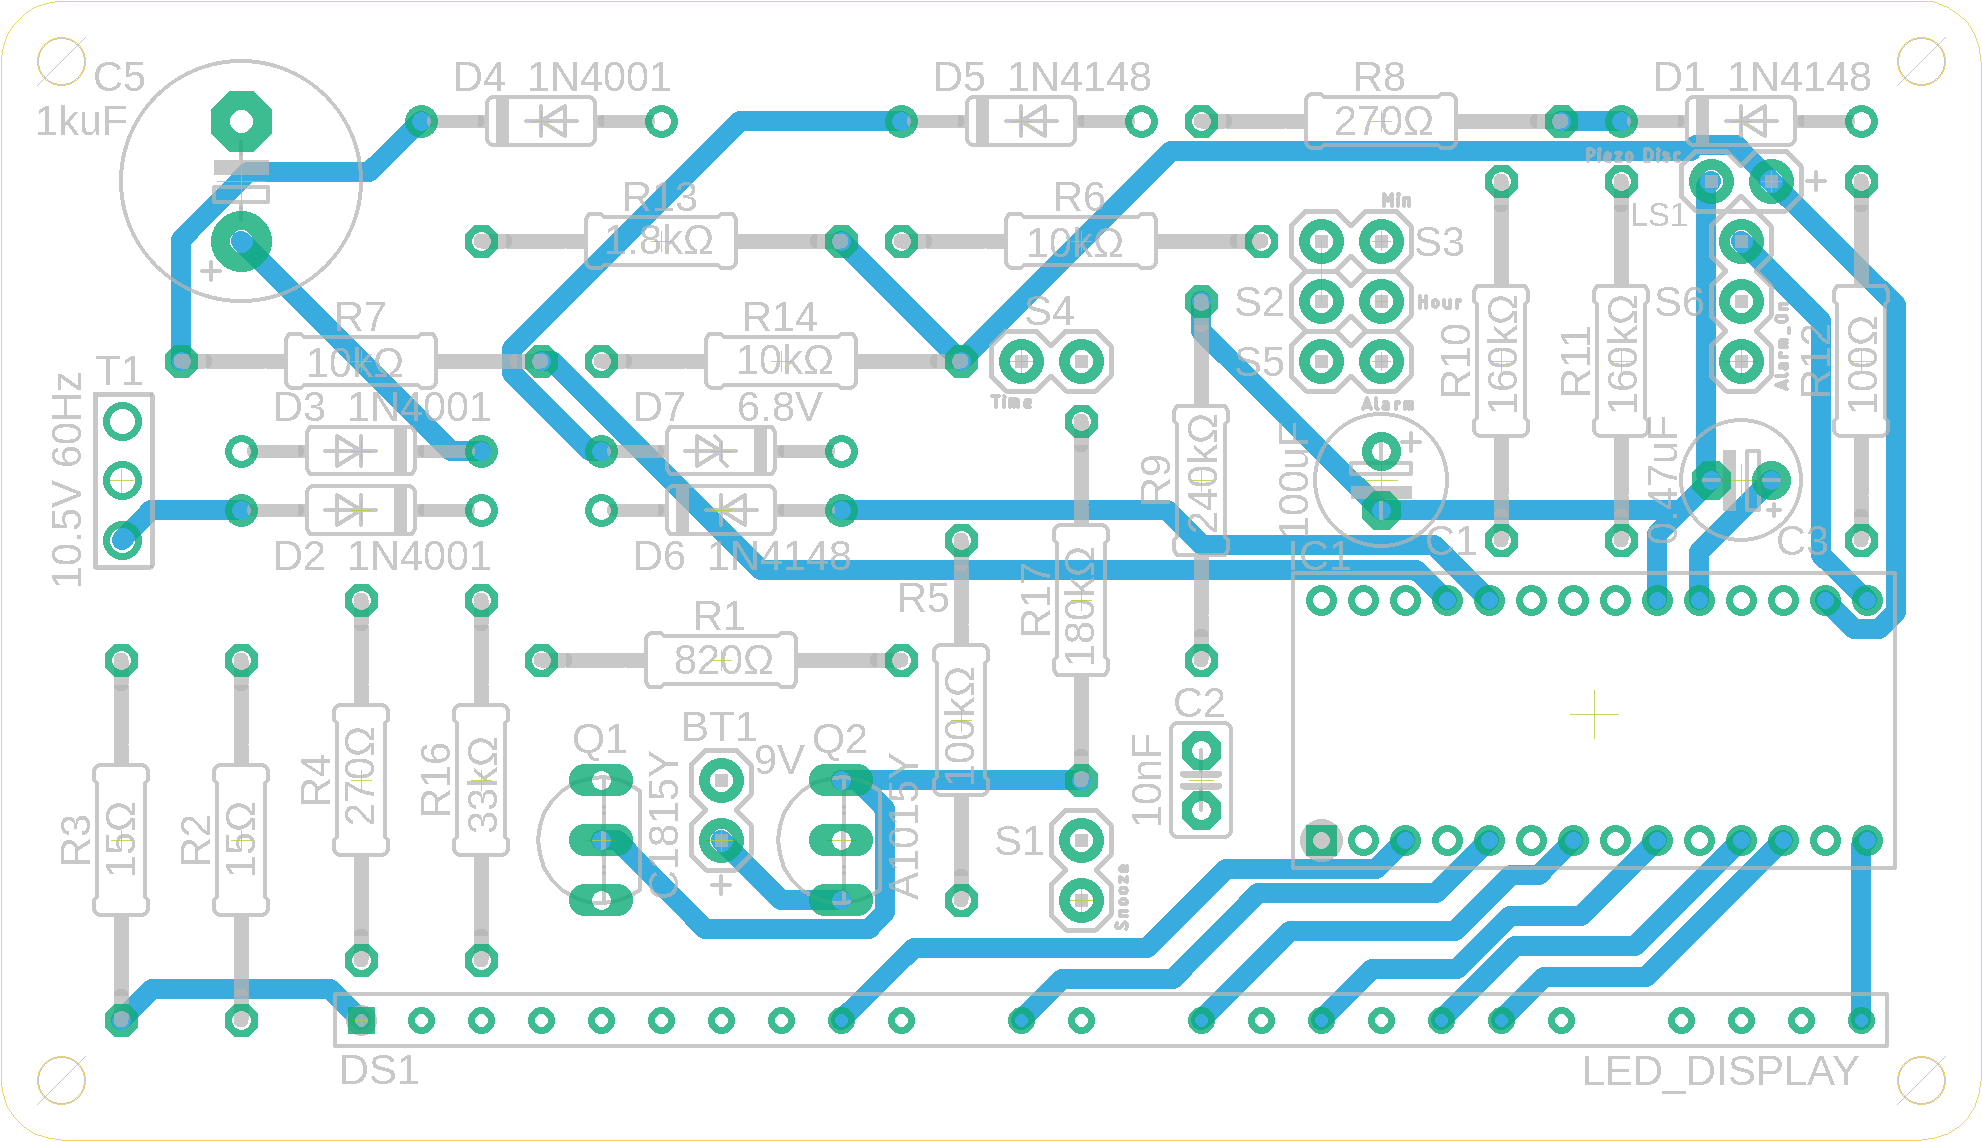 C5
1kuF
+
D4 1N4001
D5 1N4148
R8
270Ω
D1 1N4148
Piezo Disc
+
LS1
R13
1.8kΩ
R6
10kΩ
Min
S3
S2
Hour
S5
Alarm
S6
Alarm_On
R7
10kΩ
R14
10kΩ
S4
Time
R10
160kΩ
R11
160kΩ
R12
100Ω
T1
10.5V 60Hz
D3 1N4001
D7 6.8V
D2 1N4001
D6 1N4148
R9
240kΩ
100uF
+
C1
0.47uF
+
C3
IC1
R5
100kΩ
R17
180kΩ
R1
820Ω
R3
15Ω
R2
15Ω
R4
270Ω
R16
33kΩ
Q1
C1815Y
BT1
9V
+
Q2
A1015Y
S1
Snooze
C2
10nF
DS1
LED_DISPLAY